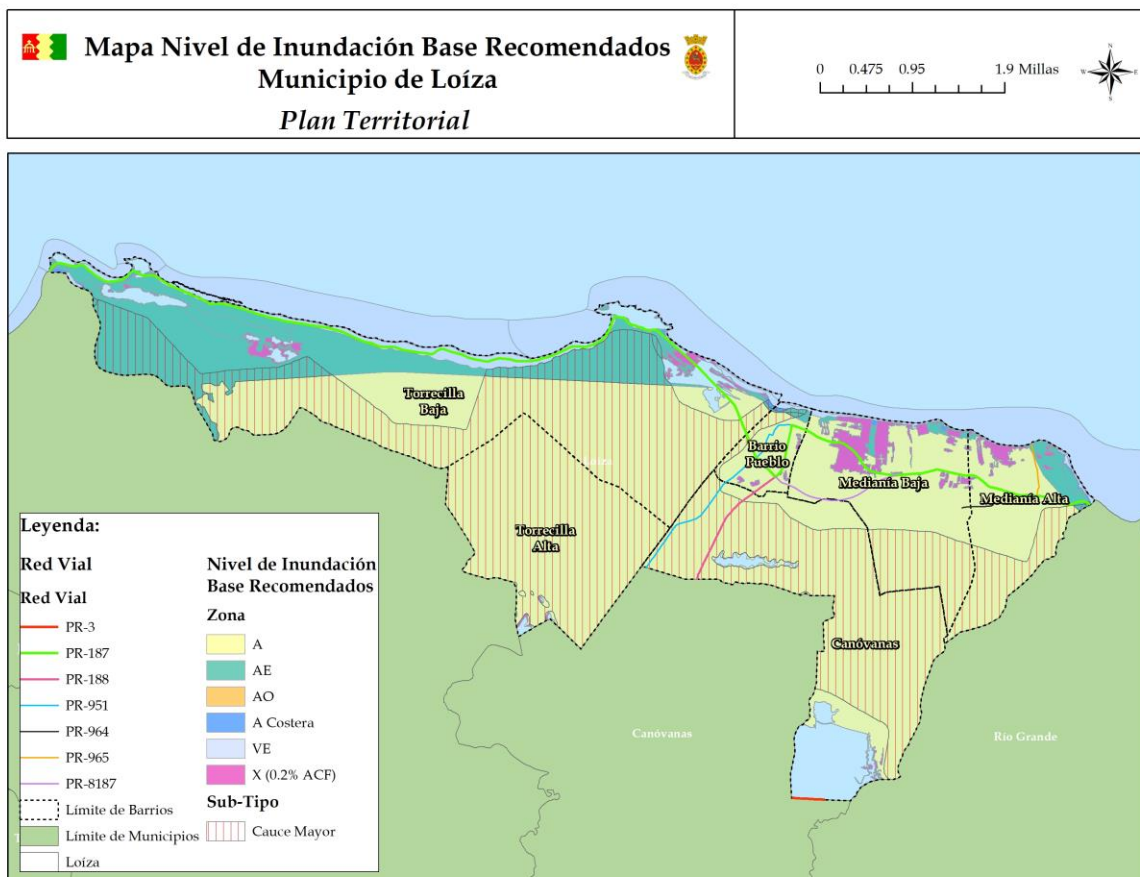 Mapa Nivel de Inundación Base Recomendados
Municipio de Loíza
Plan Territorial
0 0.475 0.95 1.9 Millas
N
W E
S
Torrecilla
Baja
Loíza
Barrio
Pueblo
Medianía Baja
Medianía Alta
Torrecilla
Alta
Canóvanas
Canóvanas
Río Grande
Leyenda:
Red Vial
Red Vial
PR-3
PR-187
PR-188
PR-951
PR-964
PR-965
PR-8187
Límite de Barrios
Límite de Municipios
Loíza
Nivel de Inundación
Base Recomendados
Zona
A
AE
AO
A Costera
VE
X (0.2% ACF)
Sub-Tipo
Cauce Mayor